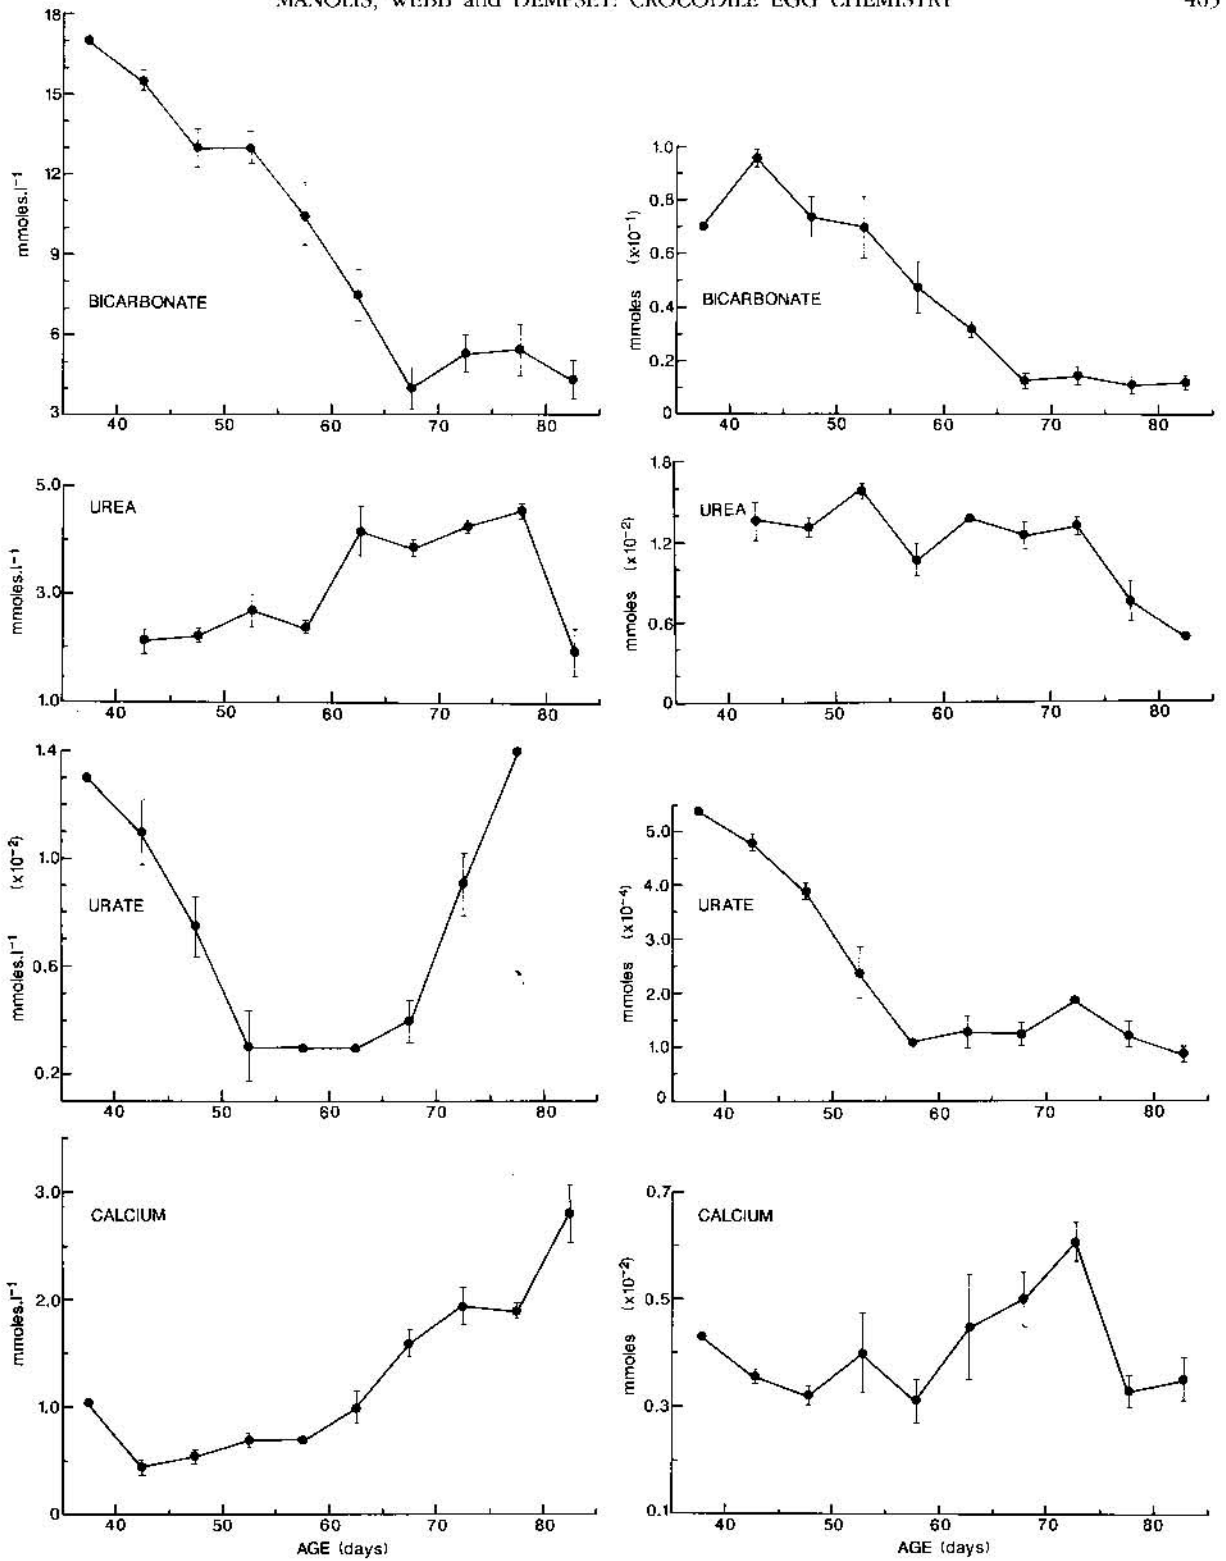 MANOLIS, WEBB and DEMPSEY: CROCODILE EGG CHEMISTRY
18
15
12
9
6
3
mmoles.l⁻¹
BICARBONATE
40 50 60 70 80
1.0
0.8
0.6
0.4
0.2
0
mmoles (x10⁻¹)
BICARBONATE
40 50 60 70 80
5.0
3.0
1.0
mmoles.l⁻¹
UREA
40 50 60 70 80
1.8
1.2
0.6
0
mmoles (x10⁻²)
UREA
40 50 60 70 80
1.4
1.0
0.6
0.2
mmoles.l⁻¹ (x10⁻²)
URATE
40 50 60 70 80
5.0
4.0
3.0
2.0
1.0
0
mmoles (x10⁻⁴)
URATE
40 50 60 70 80
3.0
2.0
1.0
0
mmoles.l⁻¹
CALCIUM
40 50 60 70 80
AGE (days)
0.7
0.5
0.3
0.1
mmoles (x10⁻²)
CALCIUM
40 50 60 70 80
AGE (days)